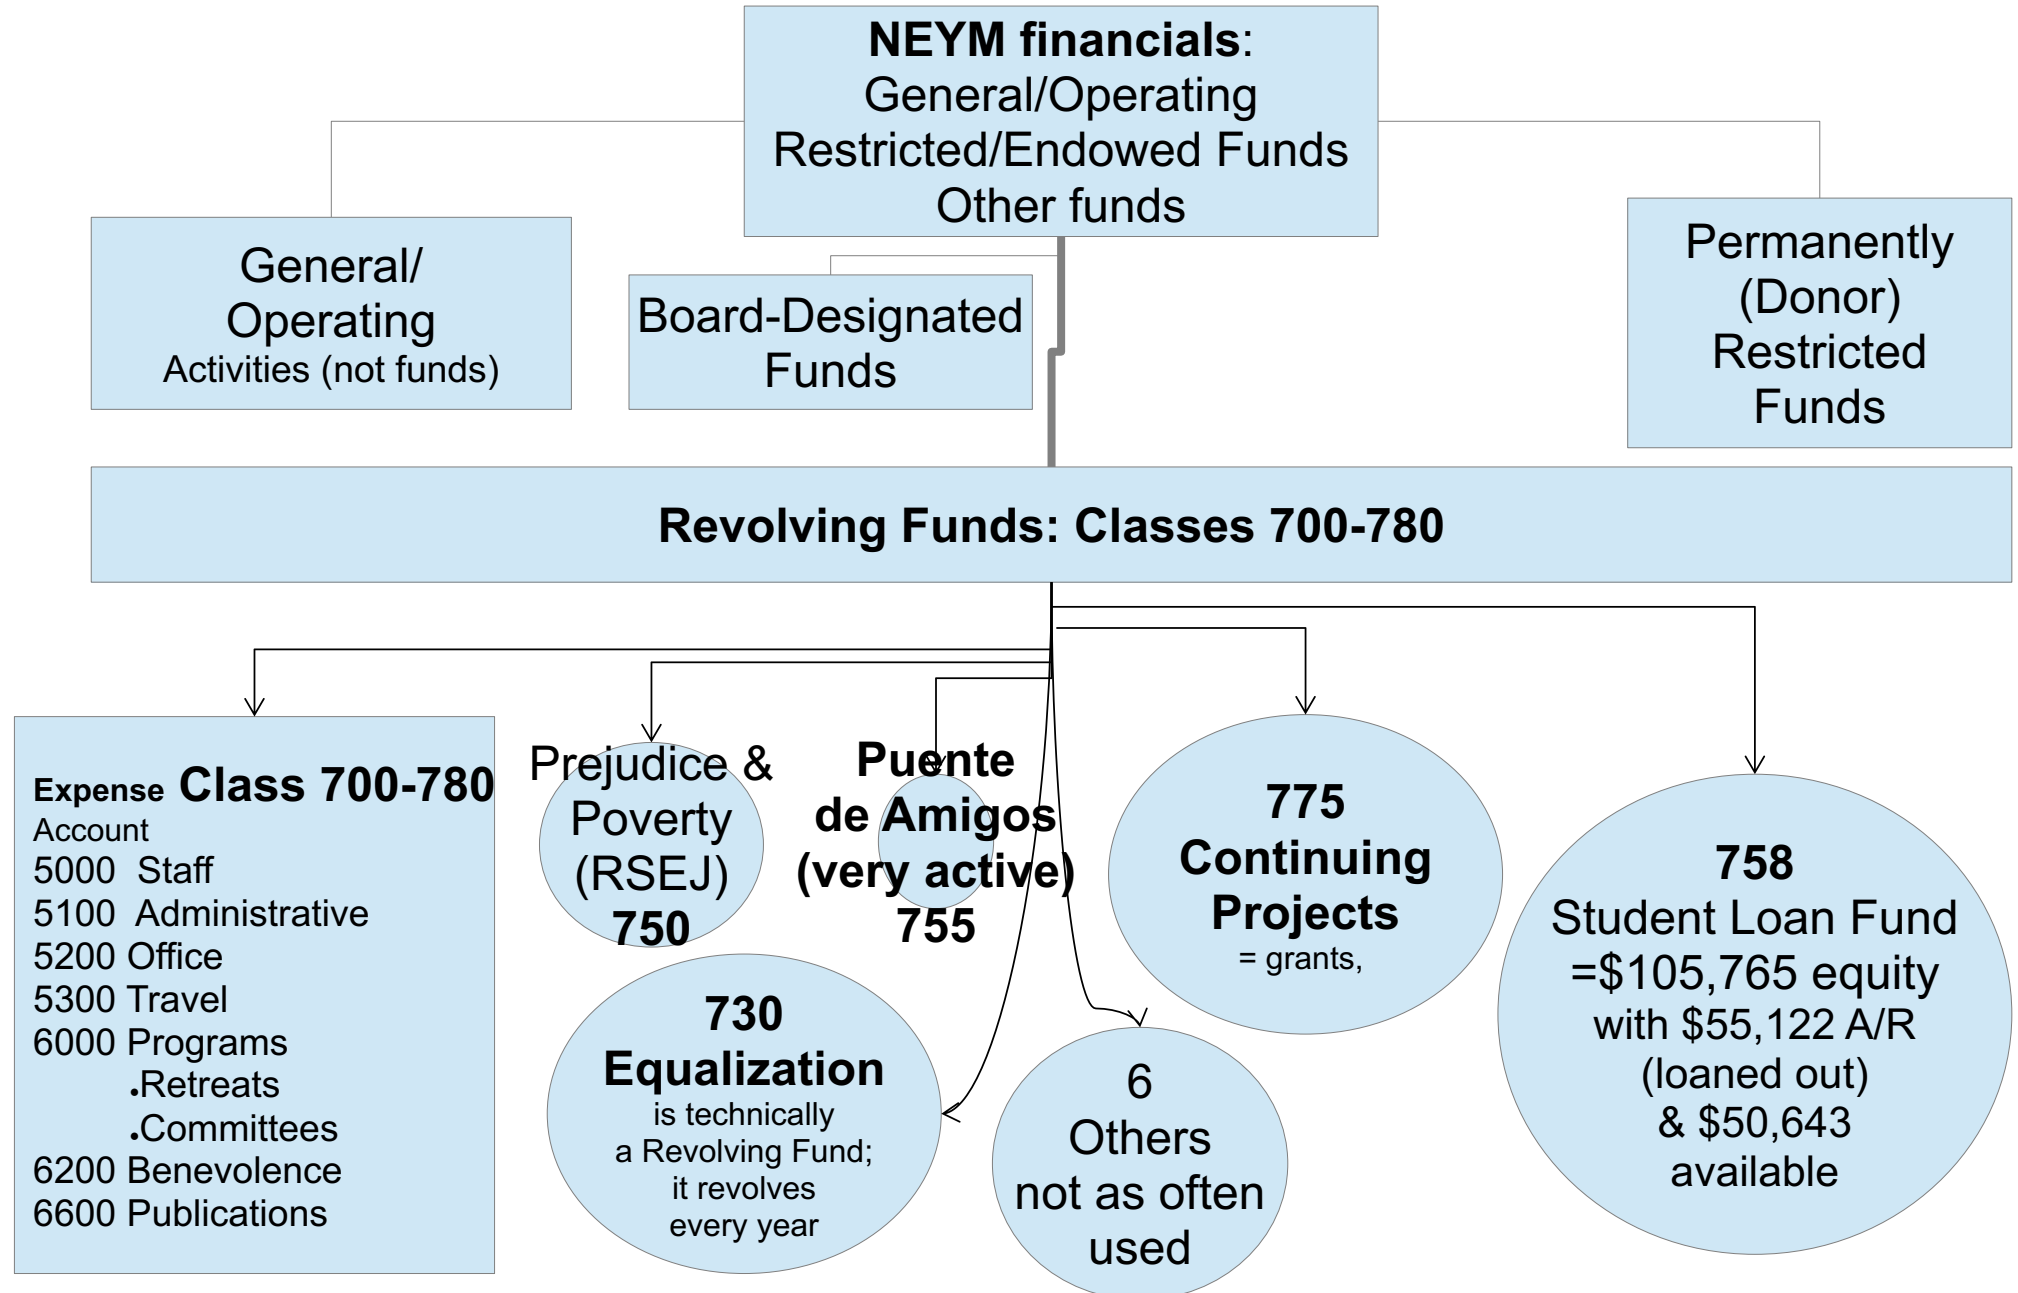 NEYM financials:
General/Operating
Restricted/Endowed Funds
Other funds
General/
Operating
Activities (not funds)
Board-Designated
Funds
Permanently
(Donor)
Restricted
Funds
Revolving Funds: Classes 700-780
Expense Class 700-780
Account
5000 Staff
5100 Administrative
5200 Office
5300 Travel
6000 Programs
•Retreats
•Committees
6200 Benevolence
6600 Publications
Prejudice &
Poverty
(RSEJ)
750
Puente
de Amigos
(very active)
755
730
Equalization
is technically
a Revolving Fund;
it revolves
every year
6
Others
not as often
used
775
Continuing
Projects
= grants,
758
Student Loan Fund
=$105,765 equity
with $55,122 A/R
(loaned out)
& $50,643
available